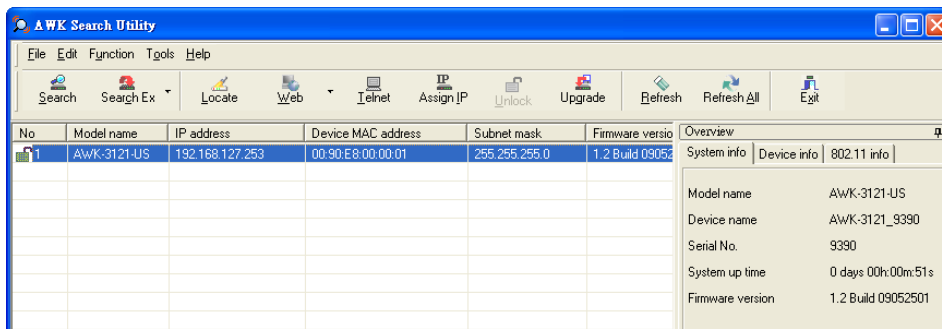 AWK Search Utility
File Edit Function Tools Help
Search Search Ex Locate Web Telnet Assign IP Unlock Upgrade Refresh Refresh All Exit
No Model name IP address Device MAC address Subnet mask Firmware versio
1 AWK-3121-US 192.168.127.253 00:90:E8:00:00:01 255.255.255.0 1.2 Build 09052
Overview
System info Device info 802.11 info
Model name AWK-3121-US
Device name AWK-3121_9390
Serial No. 9390
System up time 0 days 00h:00m:51s
Firmware version 1.2 Build 09052501